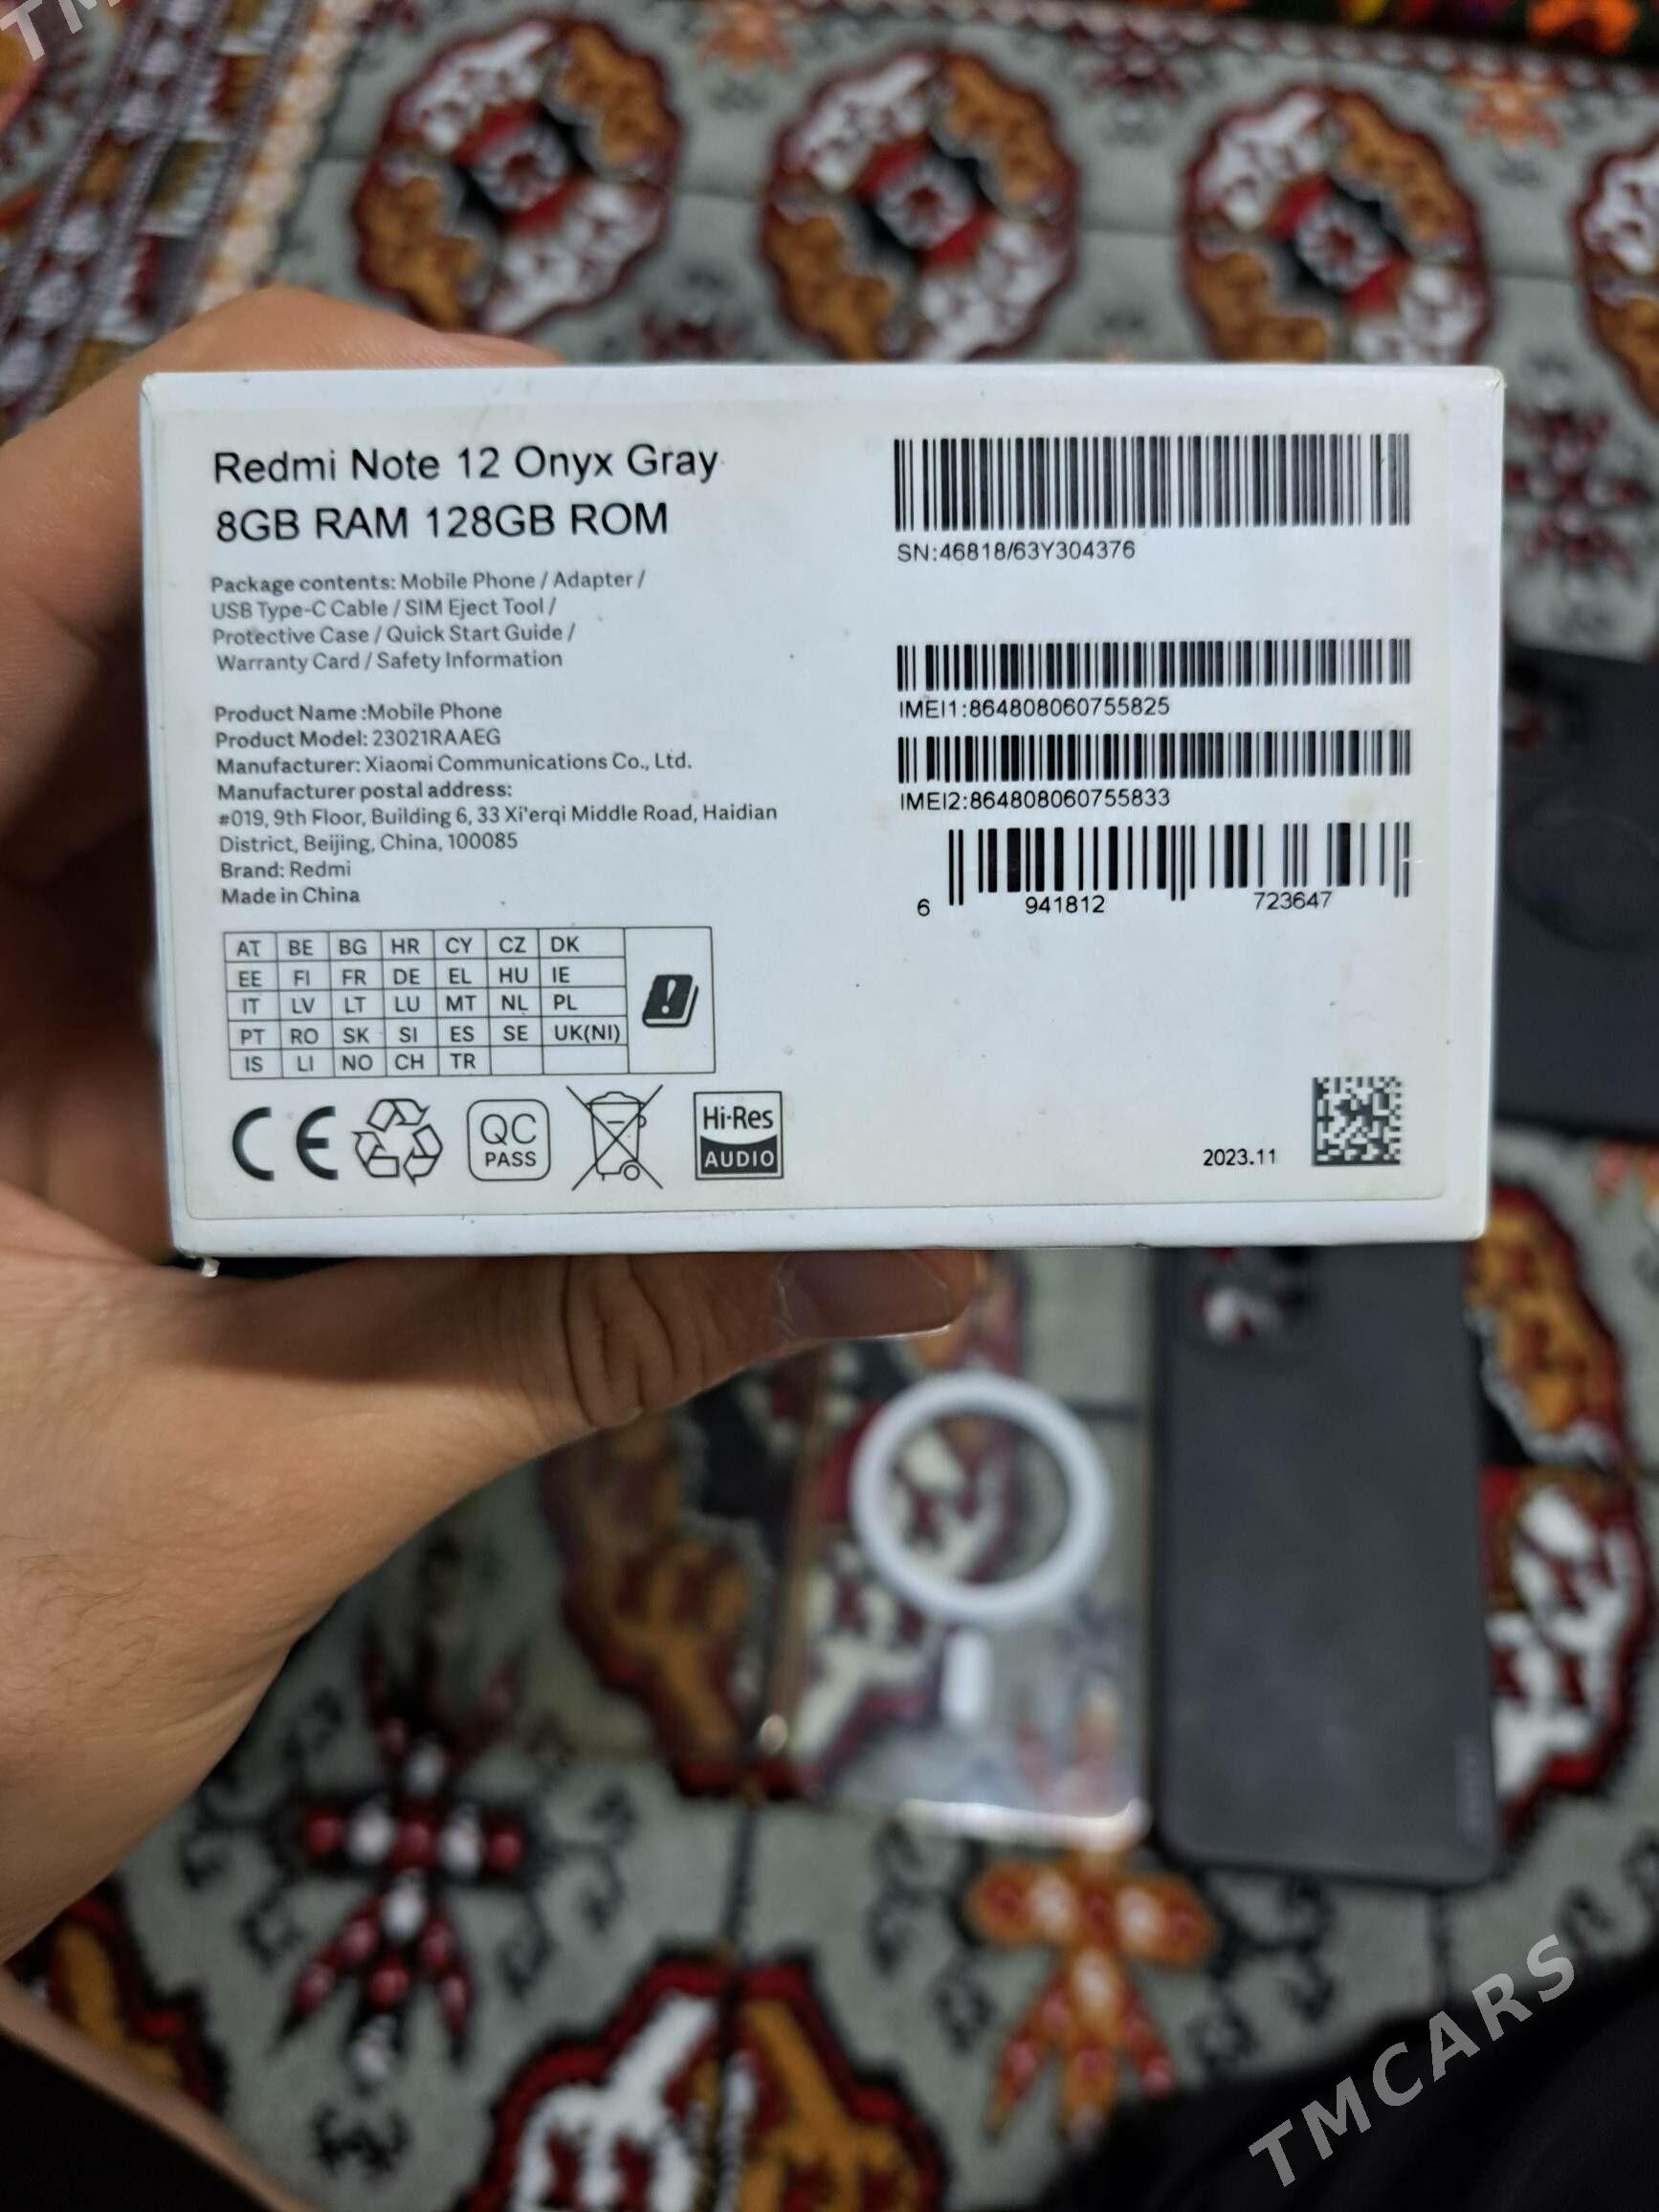 TM
Redmi Note 12 Onyx Gray
8GB RAM 128GB ROM
Package contents: Mobile Phone / Adapter /
USB Type-C Cable / SIM Eject Tool /
Protective Case / Quick Start Guide /
Warranty Card / Safety Information
Product Name :Mobile Phone
Product Model: 23021RAAEG
Manufacturer: Xiaomi Communications Co., Ltd.
Manufacturer postal address:
#019, 9th Floor, Building 6, 33 Xi'erqi Middle Road, Haidian
District, Beijing, China, 100085
Brand: Redmi
Made in China
AT BE BG HR CY CZ DK
EE FI FR DE EL HU IE
IT LV LT LU MT NL PL
PT RO SK SI ES SE UK(NI)
IS LI NO CH TR
CE
QC
PASS
Hi-Res
AUDIO
SN:46818/63Y304376
IMEI1:864808060755825
IMEI2:864808060755833
6 941812 723647
2023.11
TMCARS